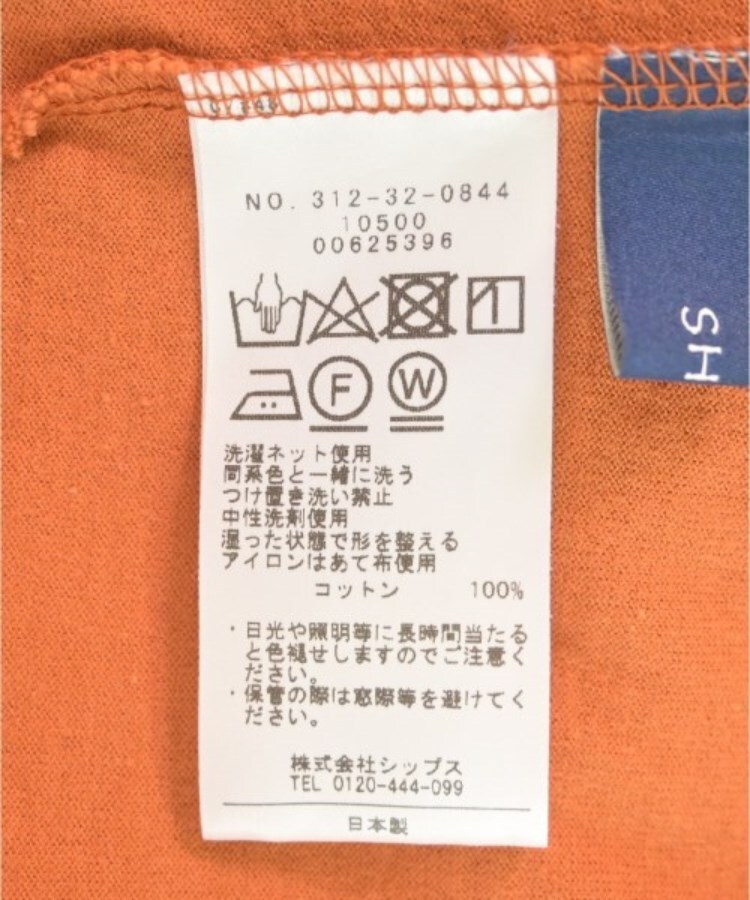 NO. 312-32-0844
10500
00625396
F
W
洗濯ネット使用
同系色と一緒に洗う
つけ置き洗い禁止
中性洗剤使用
湿った状態で形を整える
アイロンはあて布使用
コットン 100%
・日光や照明等に長時間当たる
と色褪せしますのでご注意く
ださい。
・保管の際は窓際等を避けてく
ださい。
株式会社シップス
TEL 0120-444-099
日本製
SH